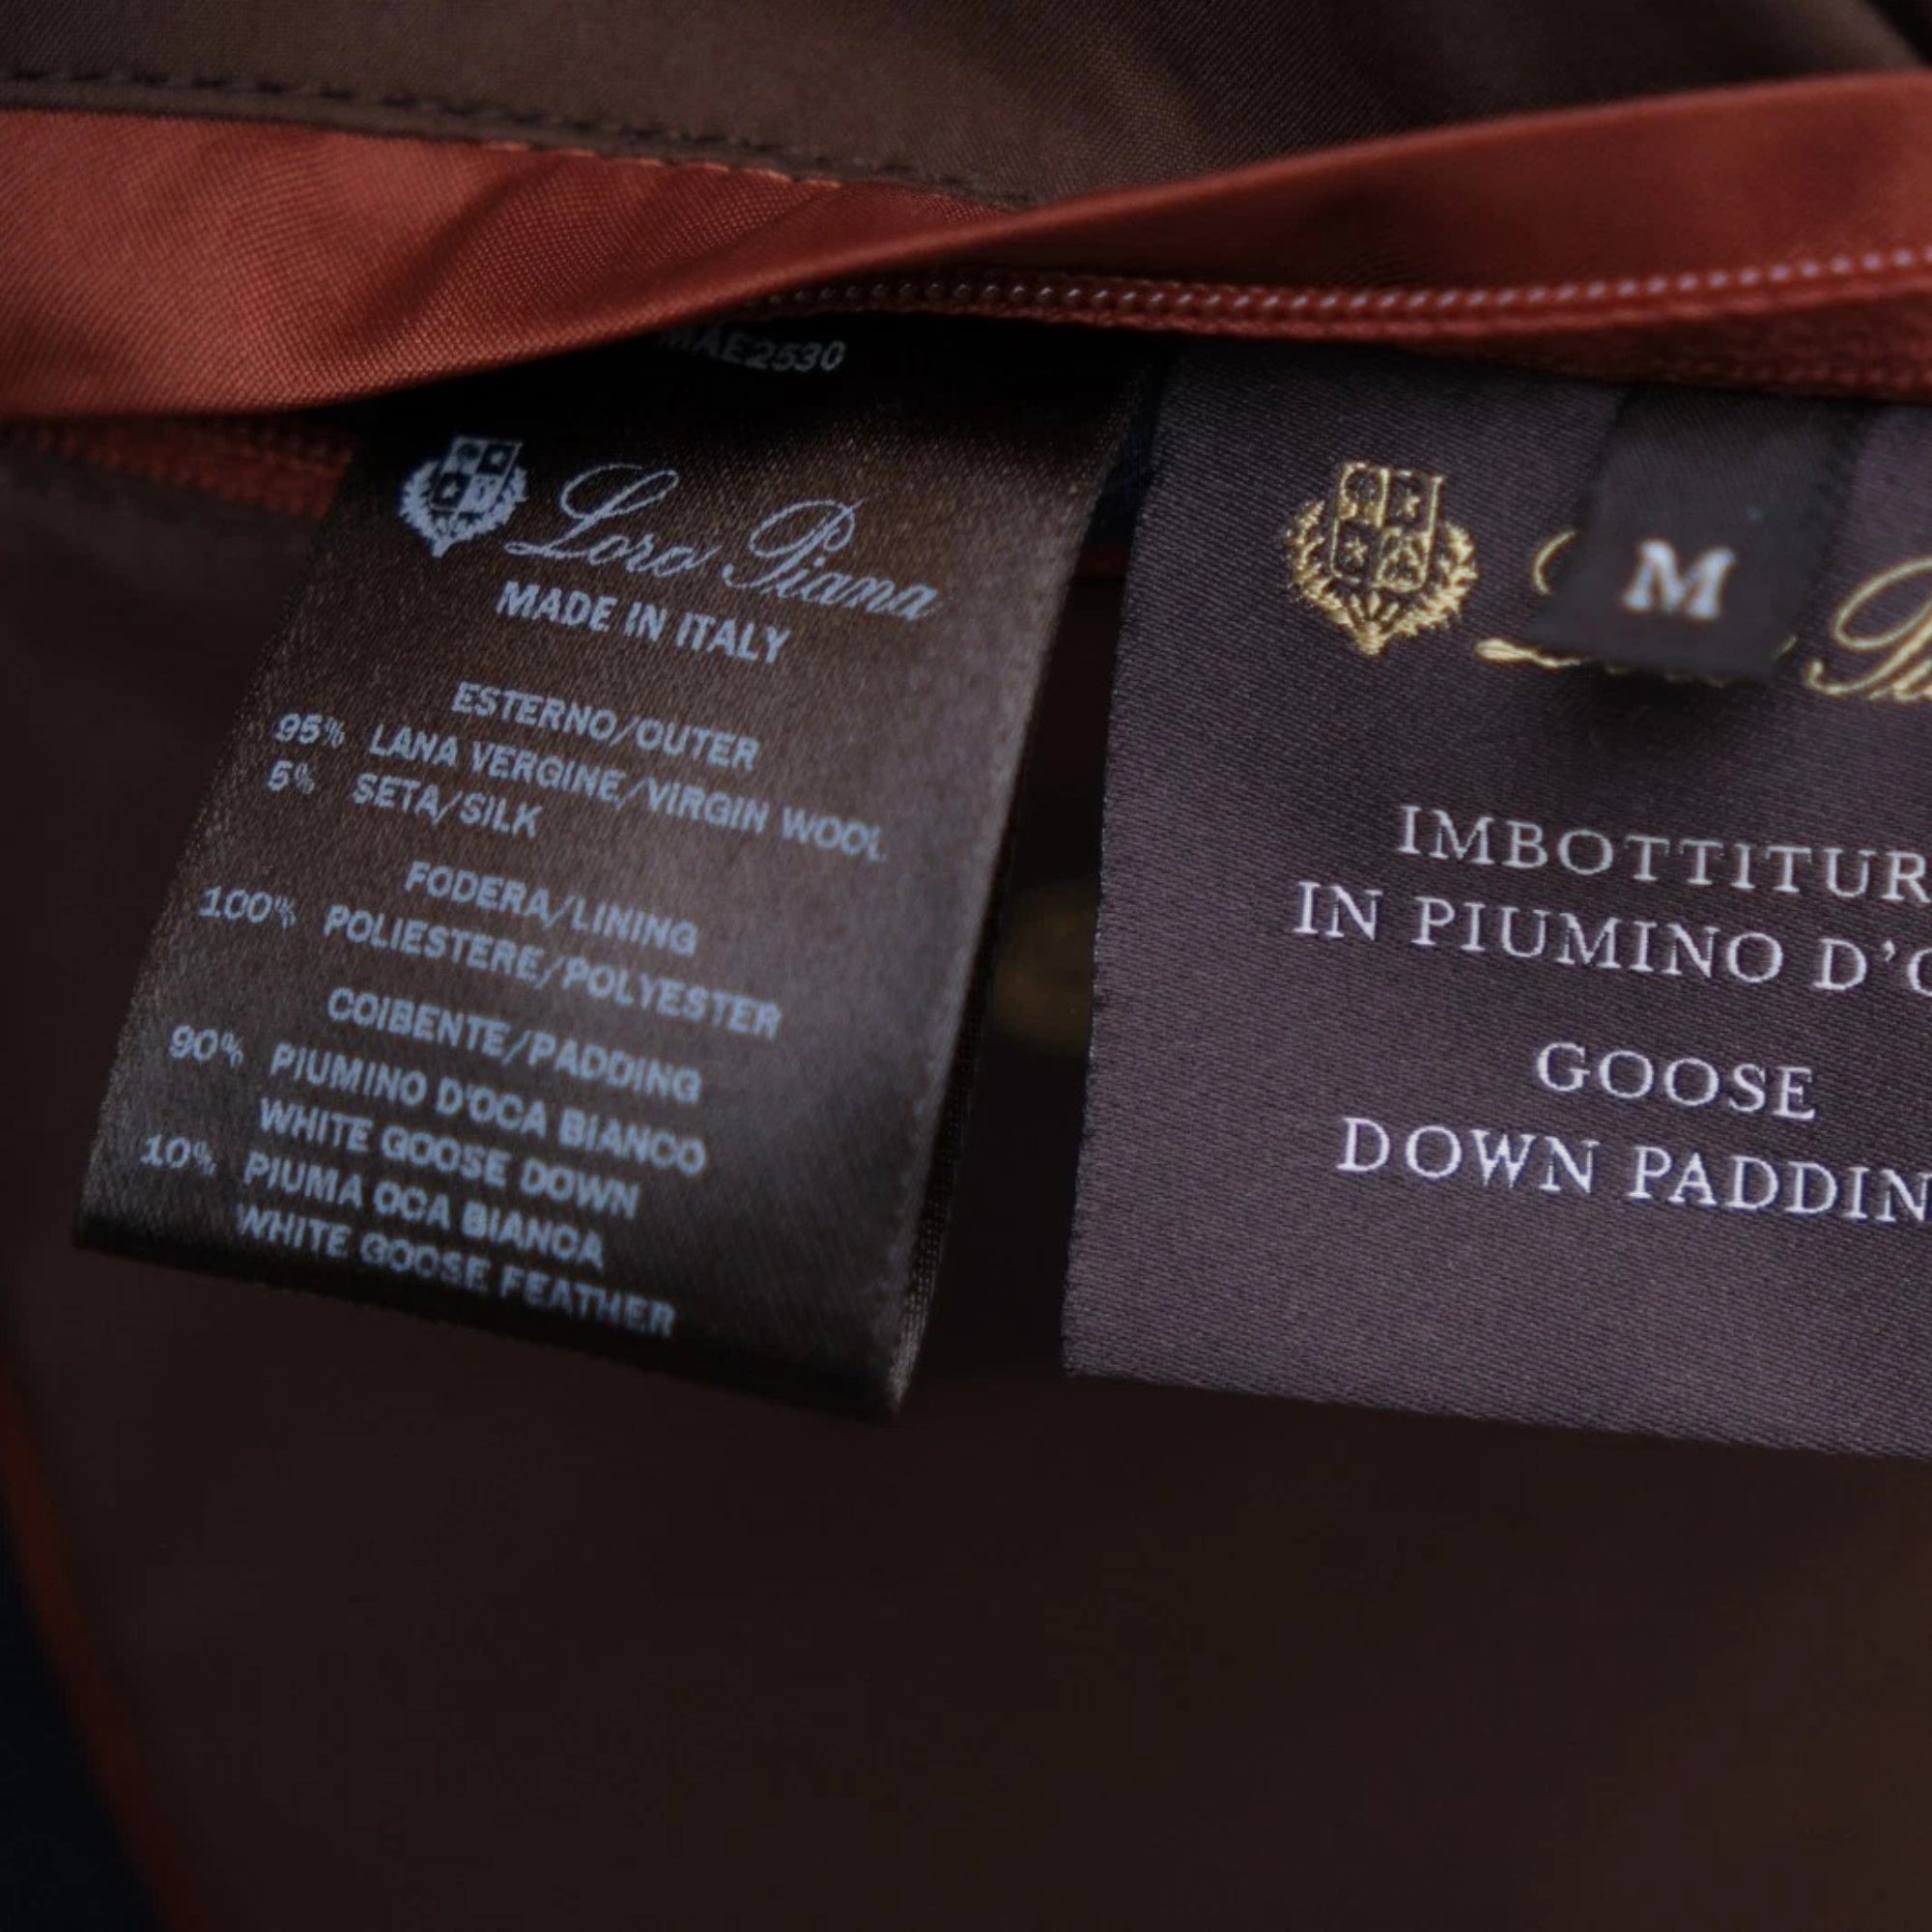 MAE2530
Loro Piana
MADE IN ITALY
ESTERNO/OUTER
95% LANA VERGINE/VIRGIN WOOL
5% SETA/SILK
FODERA/LINING
100% POLIESTERE/POLYESTER
COIBENTE/PADDING
90% PIUMINO D'OCA BIANCO
WHITE GOOSE DOWN
10% PIUMA OCA BIANCA
WHITE GOOSE FEATHER
M
IMBOTTITUR
IN PIUMINO D'O
GOOSE
DOWN PADDIN